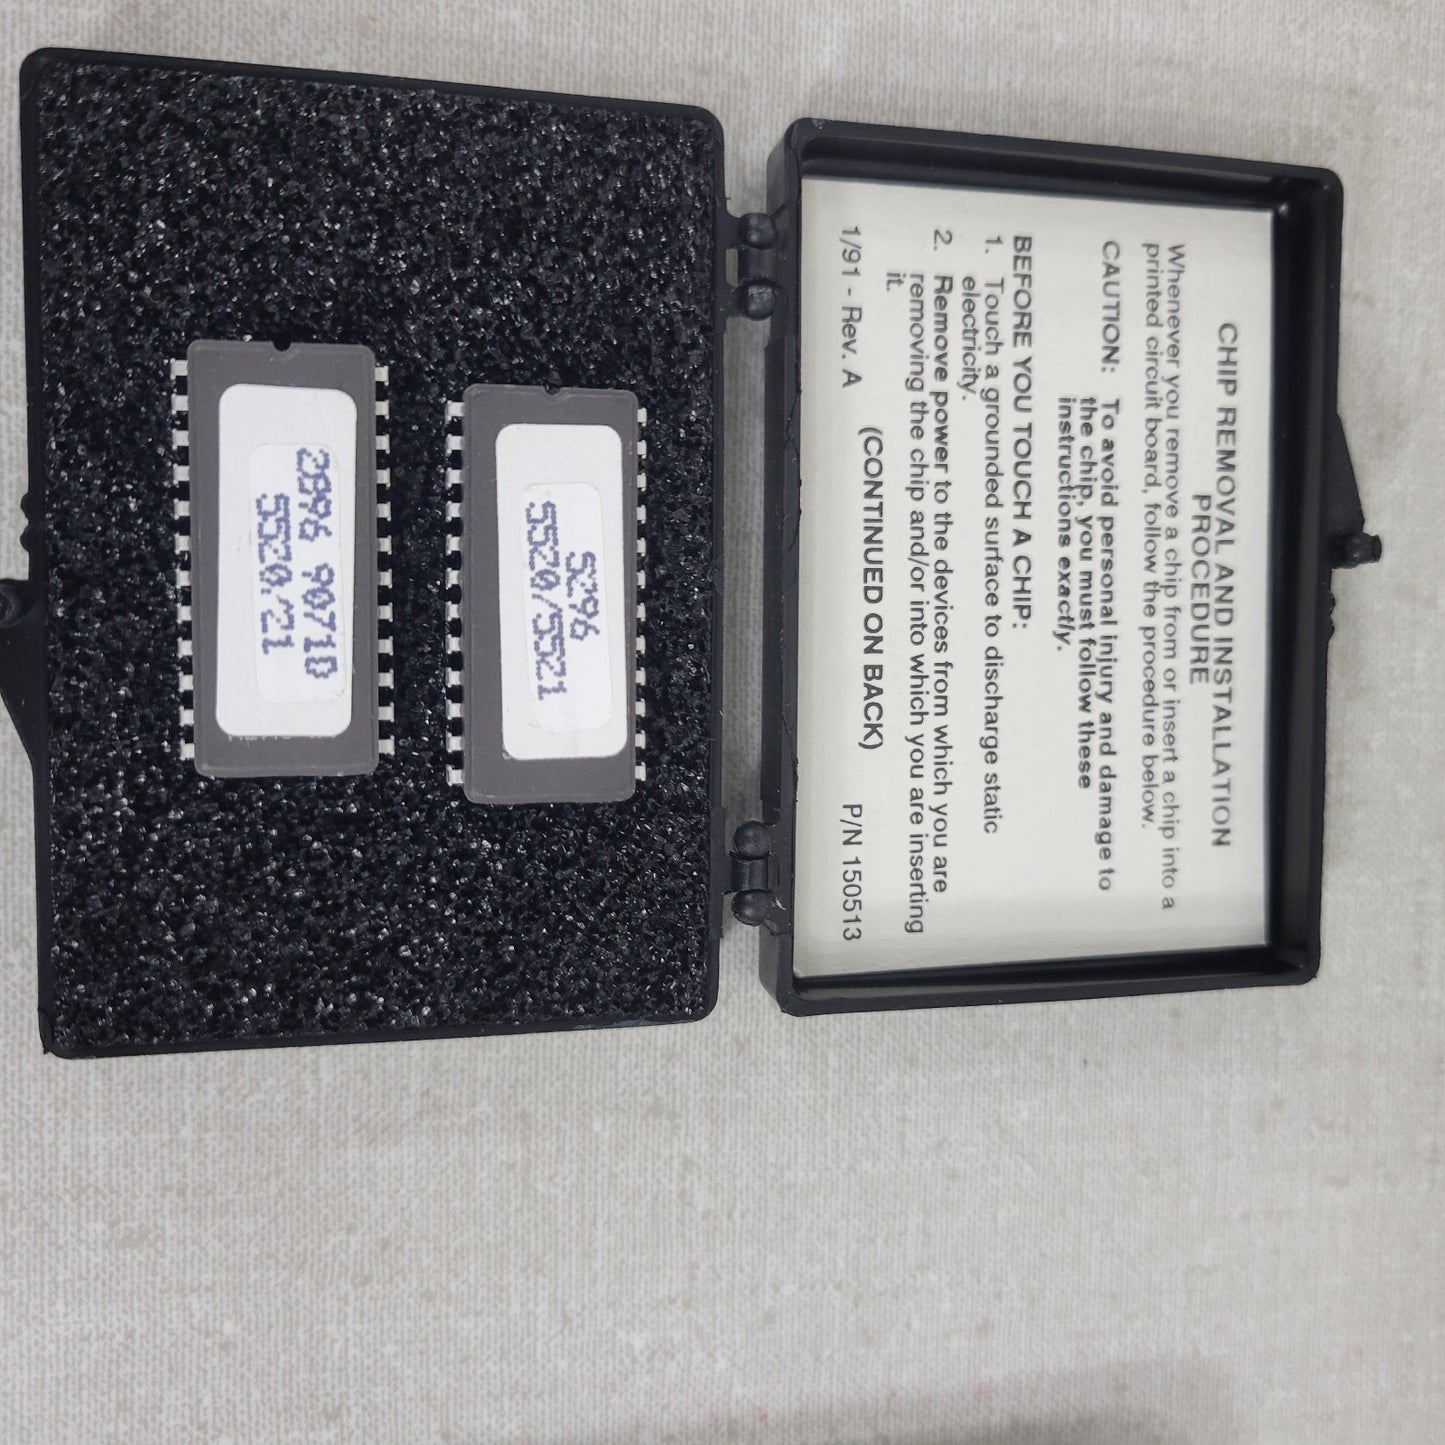 2896 90710
5520/21
5296
5520/5521
CHIP REMOVAL AND INSTALLATION
PROCEDURE
Whenever you remove a chip from or insert a chip into a
printed circuit board, follow the procedure below.
CAUTION: To avoid personal injury and damage to
the chip, you must follow these
instructions exactly.
BEFORE YOU TOUCH A CHIP:
1. Touch a grounded surface to discharge static
electricity.
2. Remove power to the devices from which you are
removing the chip and/or into which you are inserting
it.
(CONTINUED ON BACK)
1/91 - Rev. A P/N 150513